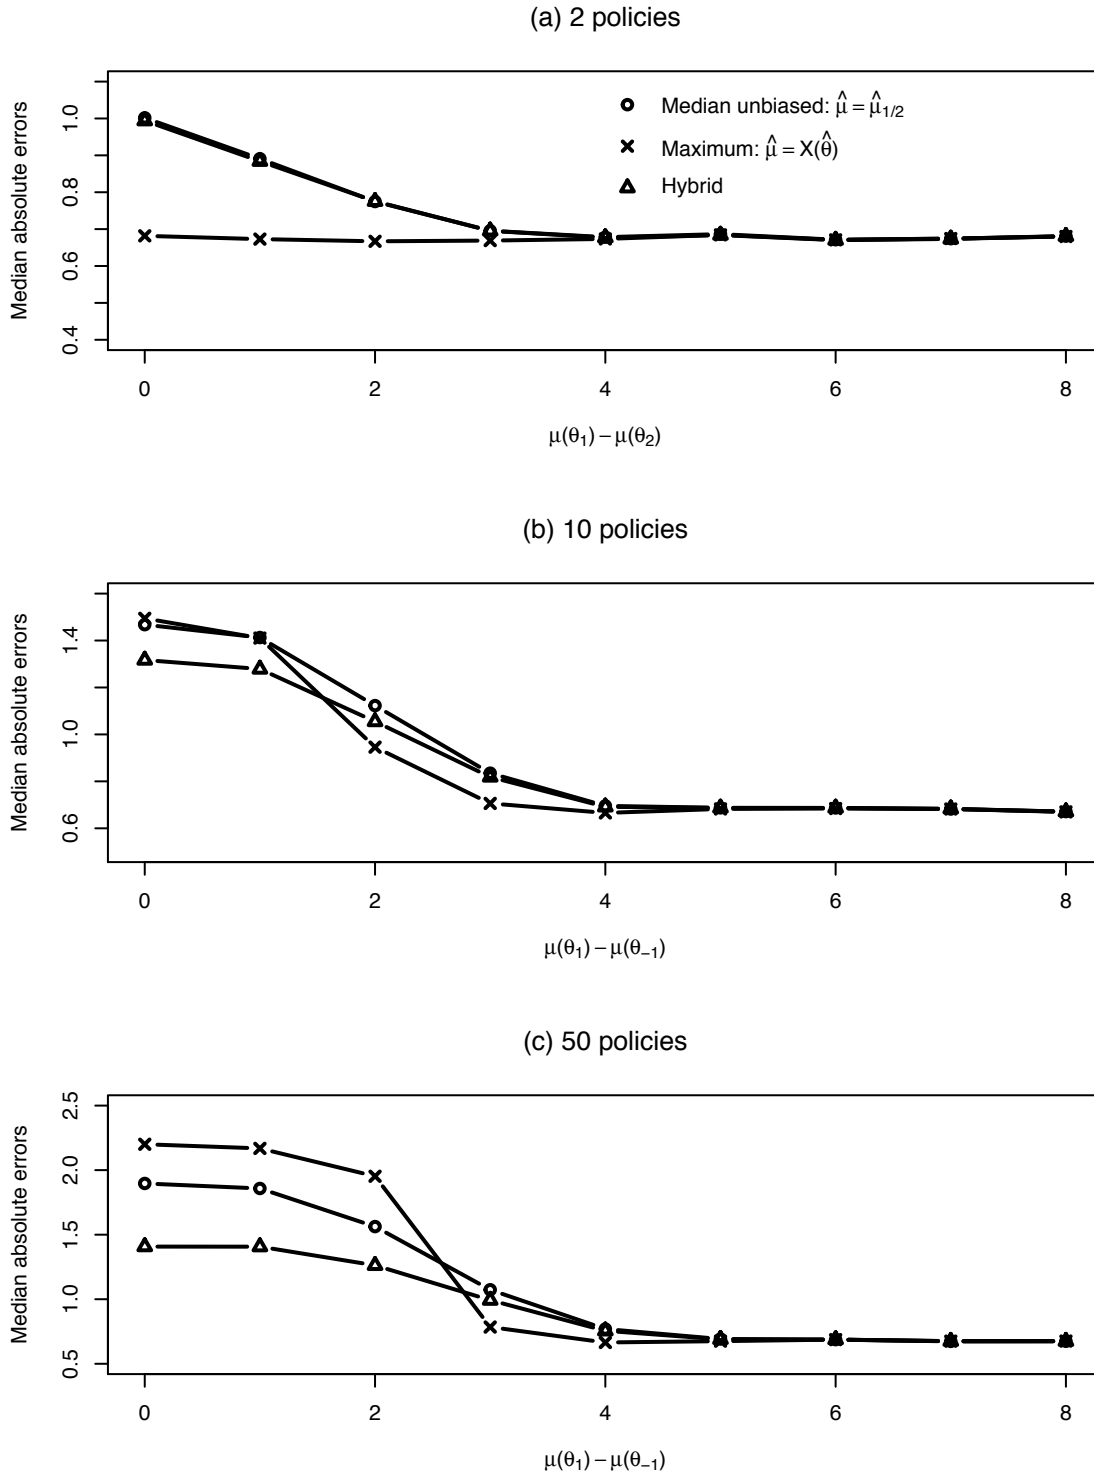 (a) 2 policies
Median absolute errors
1.0
0.8
0.6
0.4
Median unbiased: μ̂ = μ̂1/2
Maximum: μ̂ = X(θ̂)
Hybrid
0 2 4 6 8
μ(θ1) − μ(θ2)
(b) 10 policies
Median absolute errors
1.4
1.0
0.6
0 2 4 6 8
μ(θ1) − μ(θ−1)
(c) 50 policies
Median absolute errors
2.5
2.0
1.5
1.0
0.5
0 2 4 6 8
μ(θ1) − μ(θ−1)